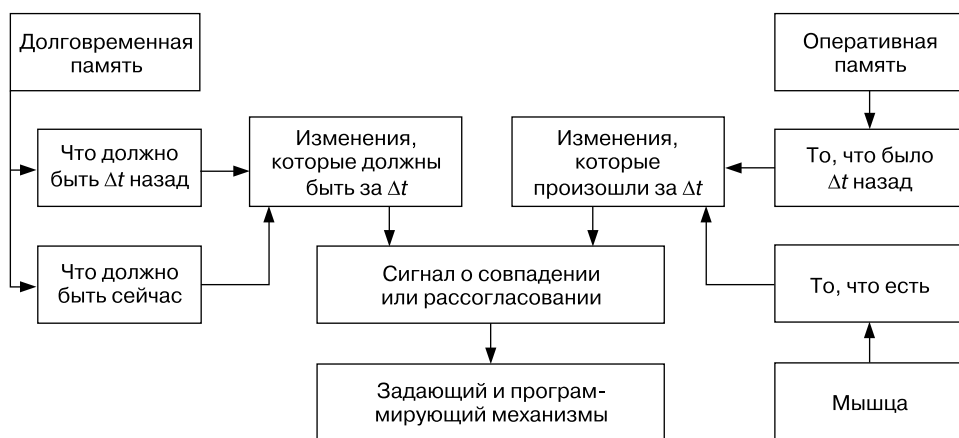 Долговременная
память
Оперативная
память
Что должно
быть Δt назад
Изменения,
которые должны
быть за Δt
Изменения,
которые
произошли за Δt
То, что было
Δt назад
Что должно
быть сейчас
Сигнал о совпадении
или рассогласовании
То, что есть
Задающий и програм-
мирующий механизмы
Мышца